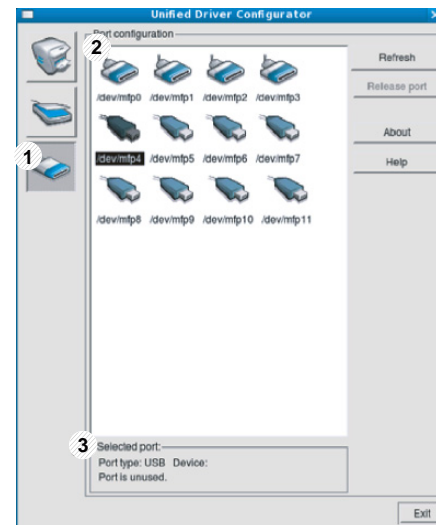 Unified Driver Configurator
1
2
Port configuration
/dev/mfp0 /dev/mfp1 /dev/mfp2 /dev/mfp3
/dev/mfp4 /dev/mfp5 /dev/mfp6 /dev/mfp7
/dev/mfp8 /dev/mfp9 /dev/mfp10 /dev/mfp11
Refresh
Release port
About
Help
3
Selected port:
Port type: USB Device:
Port is unused.
Exit